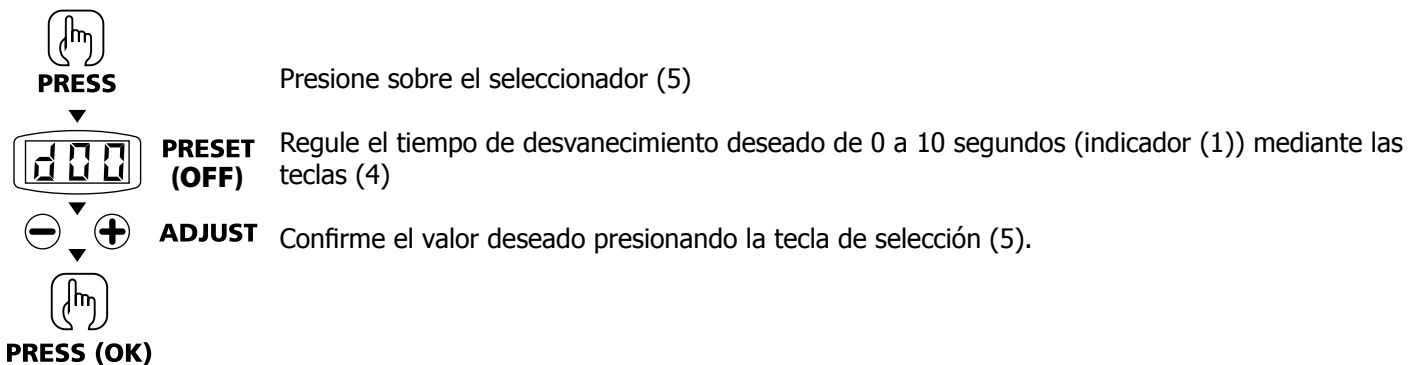 PRESS
Presione sobre el seleccionador (5)
d00
PRESET
(OFF)
Regule el tiempo de desvanecimiento deseado de 0 a 10 segundos (indicador (1)) mediante las
teclas (4)
ADJUST
Confirme el valor deseado presionando la tecla de selección (5).
PRESS (OK)